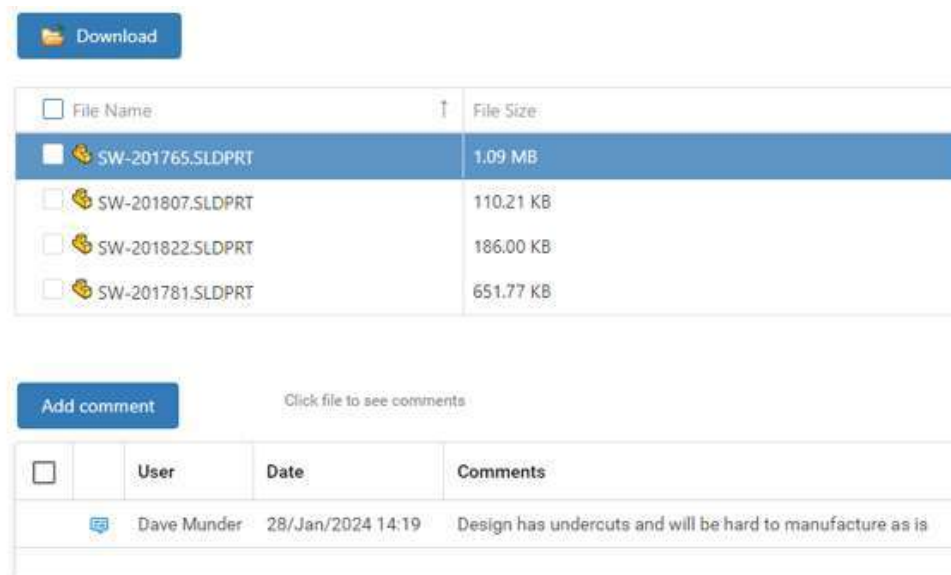 Download
File Name ↑ File Size
SW-201765.SLDPRT 1.09 MB
SW-201807.SLDPRT 110.21 KB
SW-201822.SLDPRT 186.00 KB
SW-201781.SLDPRT 651.77 KB
Add comment Click file to see comments
User Date Comments
Dave Munder 28/Jan/2024 14:19 Design has undercuts and will be hard to manufacture as is